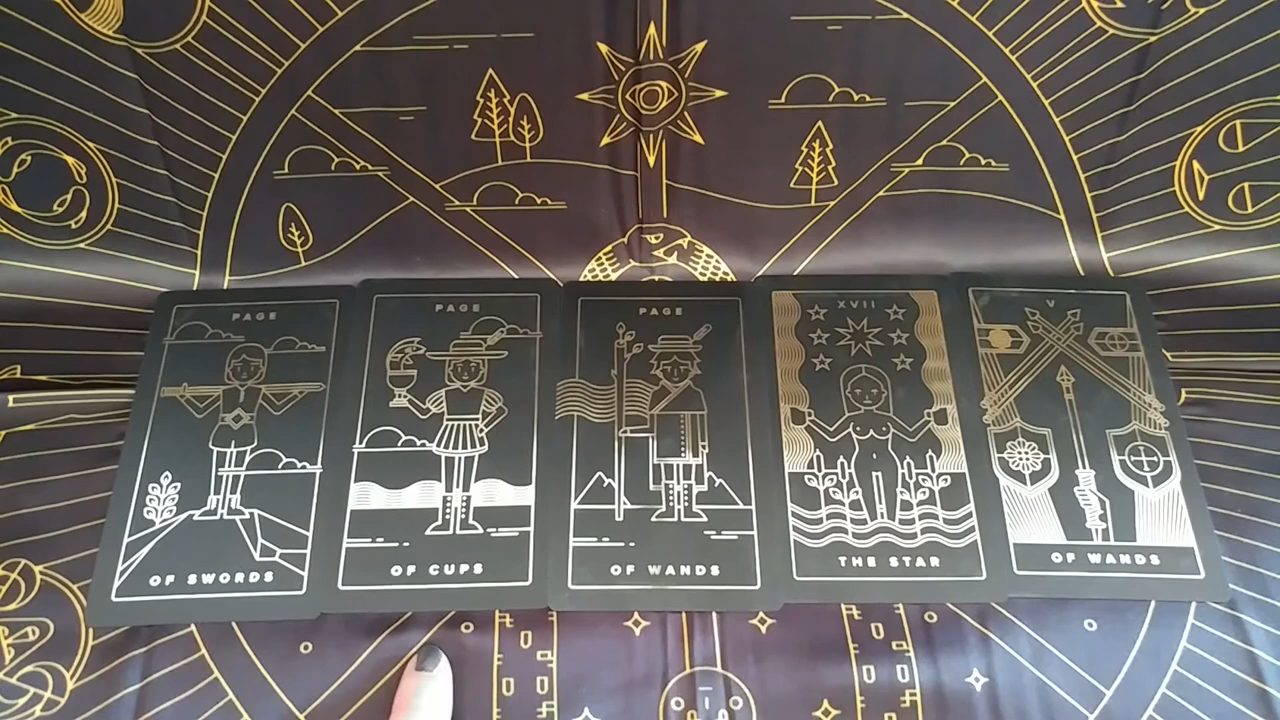 PAGE
OF SWORDS
PAGE
OF CUPS
PAGE
OF WANDS
XVII
THE STAR
V
OF WANDS